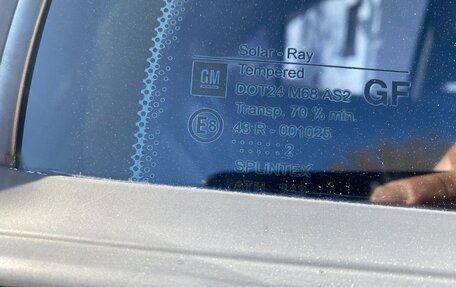 Solar-Ray
Tempered
GM
DOT24 M68 AS2
GF
Transp. 70 % min.
E8
43 R - 001025
2
SPLINTEX